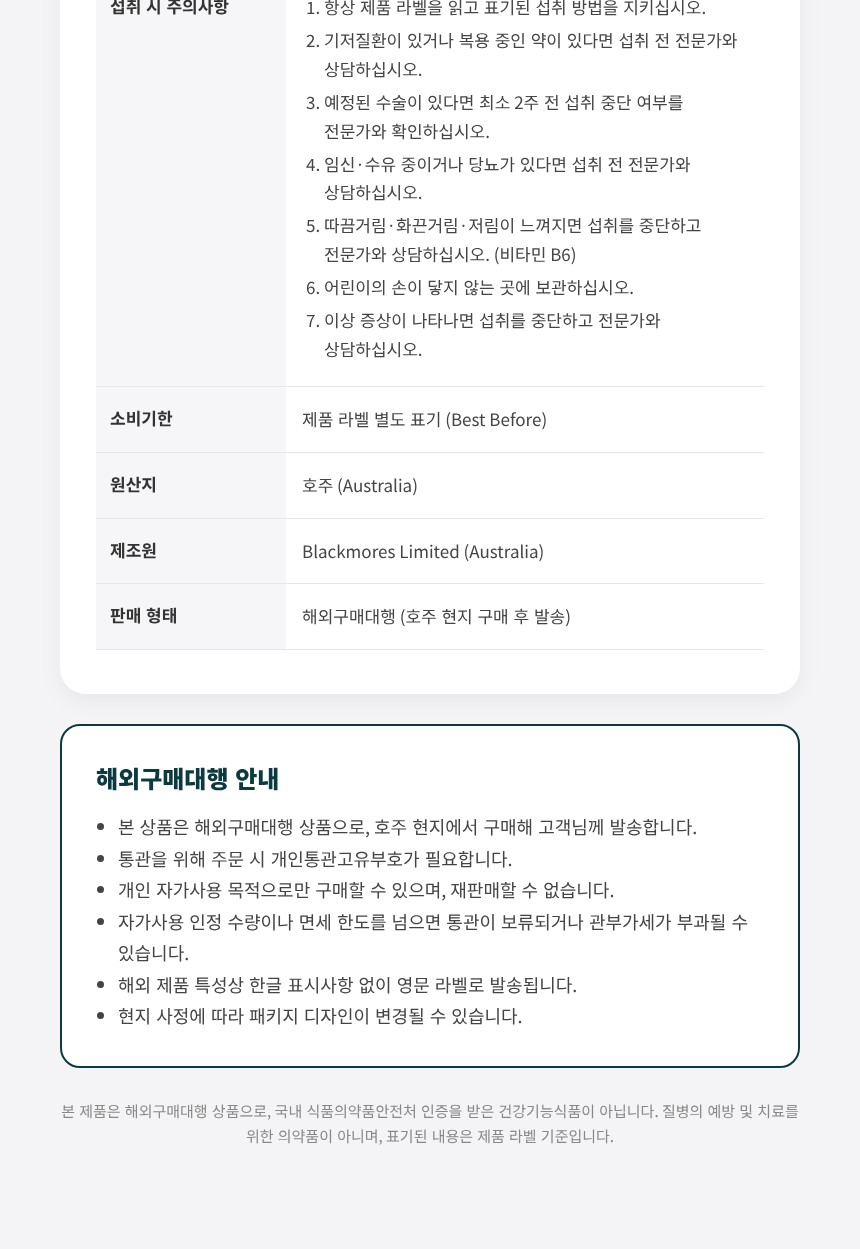 섭취 시 주의사항
1. 항상 제품 라벨을 읽고 표기된 섭취 방법을 지키십시오.
2. 기저질환이 있거나 복용 중인 약이 있다면 섭취 전 전문가와
상담하십시오.
3. 예정된 수술이 있다면 최소 2주 전 섭취 중단 여부를
전문가와 확인하십시오.
4. 임신·수유 중이거나 당뇨가 있다면 섭취 전 전문가와
상담하십시오.
5. 따끔거림·화끈거림·저림이 느껴지면 섭취를 중단하고
전문가와 상담하십시오. (비타민 B6)
6. 어린이의 손이 닿지 않는 곳에 보관하십시오.
7. 이상 증상이 나타나면 섭취를 중단하고 전문가와
상담하십시오.
소비기한
제품 라벨 별도 표기 (Best Before)
원산지
호주 (Australia)
제조원
Blackmores Limited (Australia)
판매 형태
해외구매대행 (호주 현지 구매 후 발송)
해외구매대행 안내
• 본 상품은 해외구매대행 상품으로, 호주 현지에서 구매해 고객님께 발송합니다.
• 통관을 위해 주문 시 개인통관고유부호가 필요합니다.
• 개인 자가사용 목적으로만 구매할 수 있으며, 재판매할 수 없습니다.
• 자가사용 인정 수량이나 면세 한도를 넘으면 통관이 보류되거나 관부가세가 부과될 수
있습니다.
• 해외 제품 특성상 한글 표시사항 없이 영문 라벨로 발송됩니다.
• 현지 사정에 따라 패키지 디자인이 변경될 수 있습니다.
본 제품은 해외구매대행 상품으로, 국내 식품의약품안전처 인증을 받은 건강기능식품이 아닙니다. 질병의 예방 및 치료를
위한 의약품이 아니며, 표기된 내용은 제품 라벨 기준입니다.